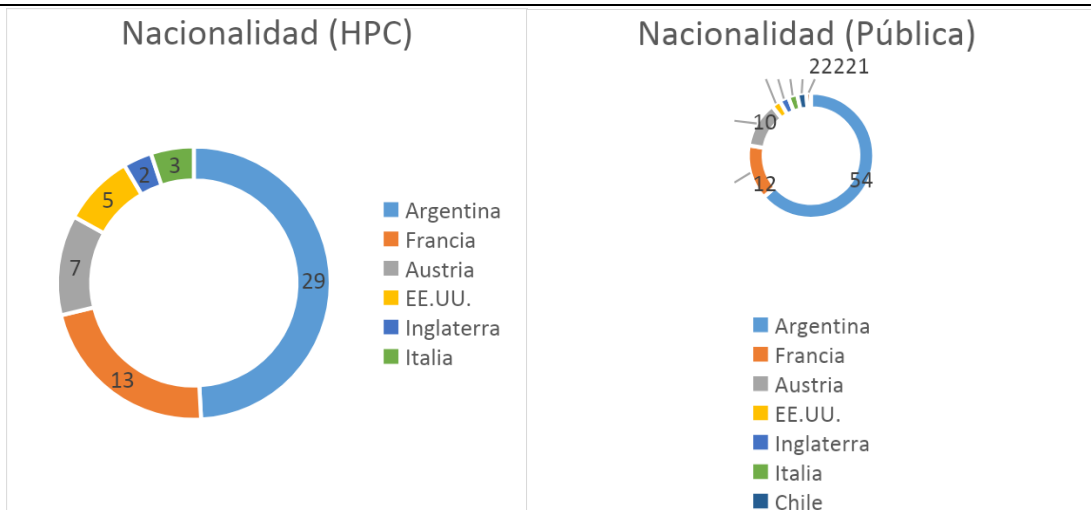 Nacionalidad (HPC)
3
2
5
7
29
13
Argentina
Francia
Austria
EE.UU.
Inglaterra
Italia
Nacionalidad (Pública)
22221
10
12
54
Argentina
Francia
Austria
EE.UU.
Inglaterra
Italia
Chile